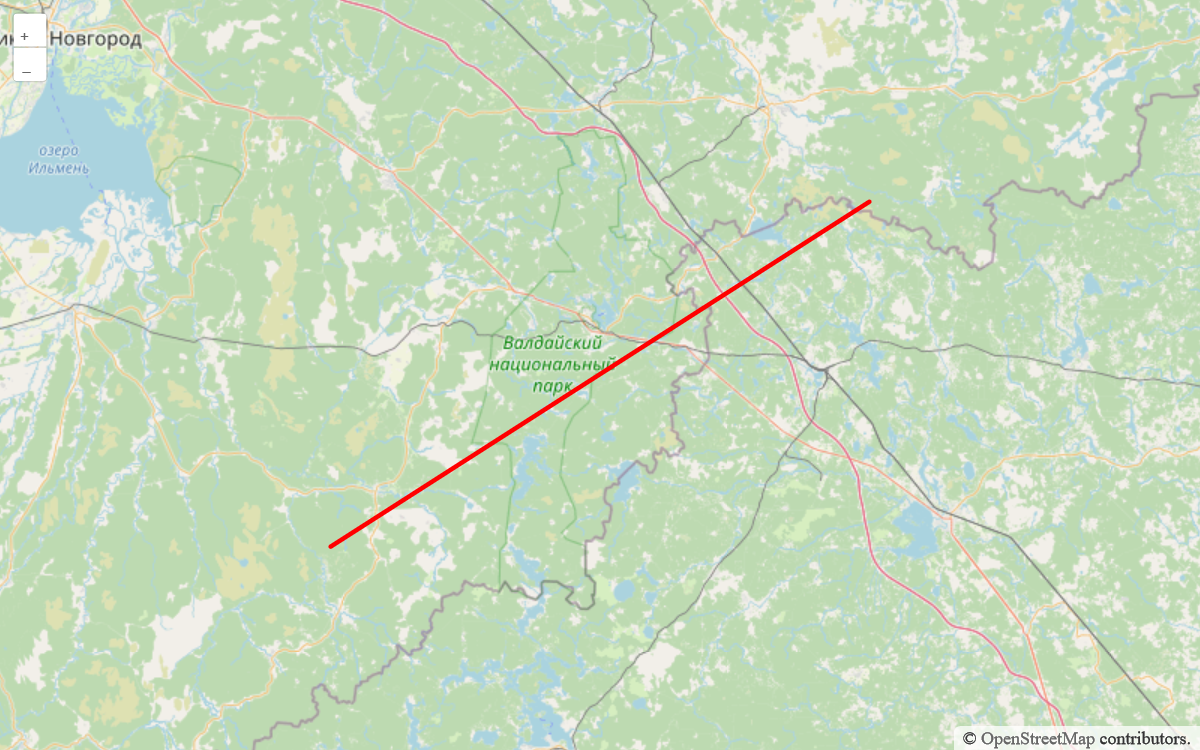 +
Новгород
–
озеро
Ильмень
Валдайский
национальный
парк
© OpenStreetMap contributors.